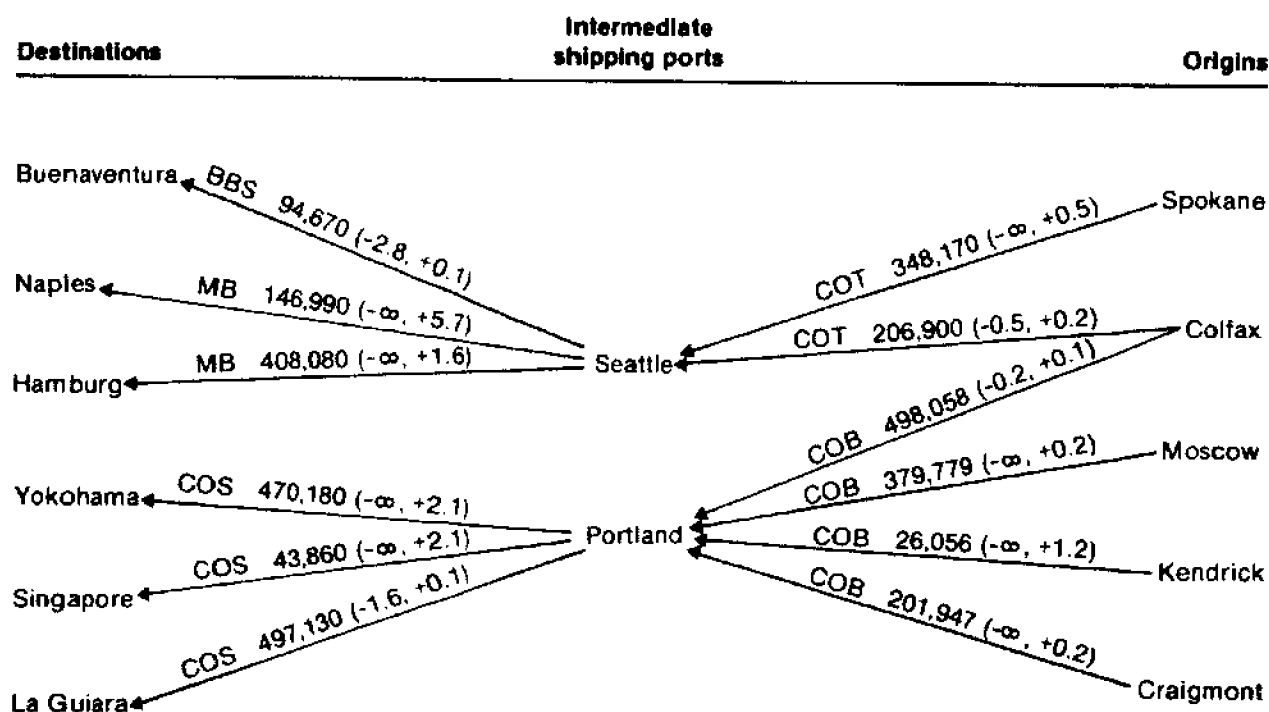 Destinations
Intermediate
shipping ports
Origins
Buenaventura
BBS 94,670 (-2.8, +0.1)
Naples
MB 146,990 (-∞, +5.7)
Hamburg
MB 408,080 (-∞, +1.6)
Seattle
COT 348,170 (-∞, +0.5)
Spokane
COT 206,900 (-0.5, +0.2)
Colfax
COB 498,058 (-0.2, +0.1)
Yokohama
COS 470,180 (-∞, +2.1)
Singapore
COS 43,860 (-∞, +2.1)
La Guiara
COS 497,130 (-1.6, +0.1)
Portland
COB 379,779 (-∞, +0.2)
Moscow
COB 26,056 (-∞, +1.2)
Kendrick
COB 201,947 (-∞, +0.2)
Craigmont